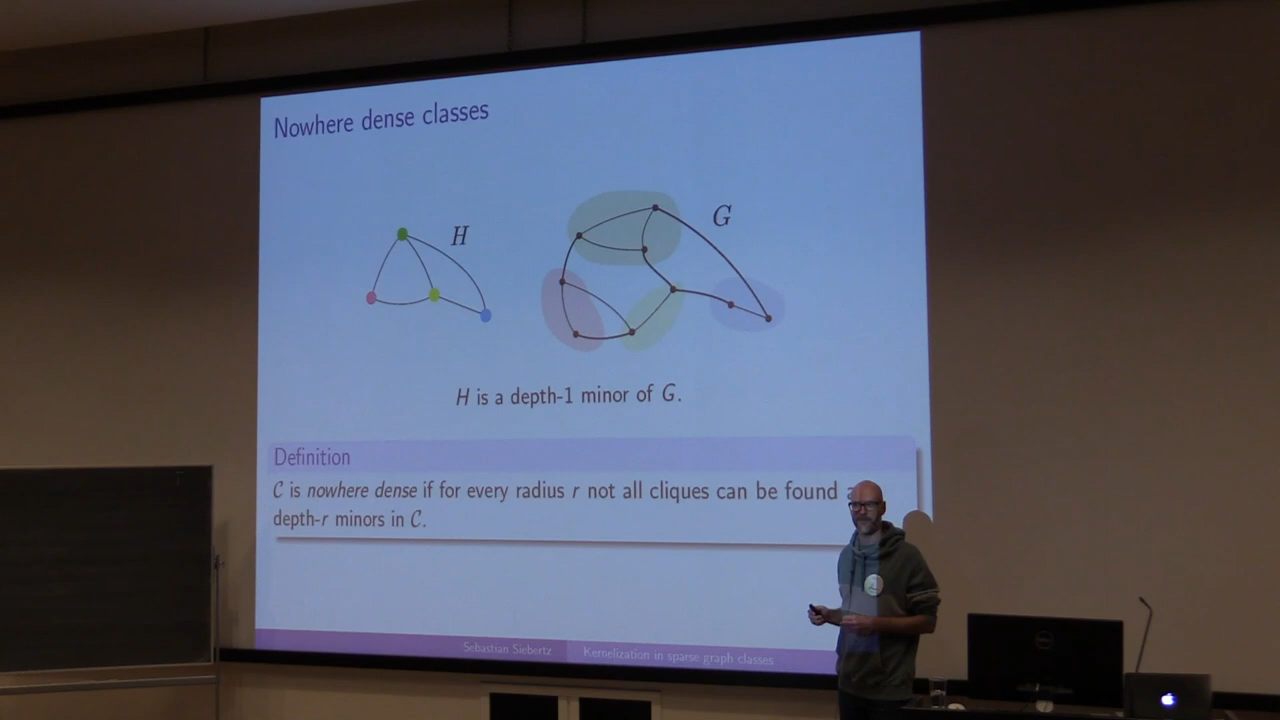 Nowhere dense classes
H
G
H is a depth-1 minor of G.
Definition
𝒞 is nowhere dense if for every radius r not all cliques can be found
depth-r minors in 𝒞.
Sebastian Siebertz
Kernelization in sparse graph classes